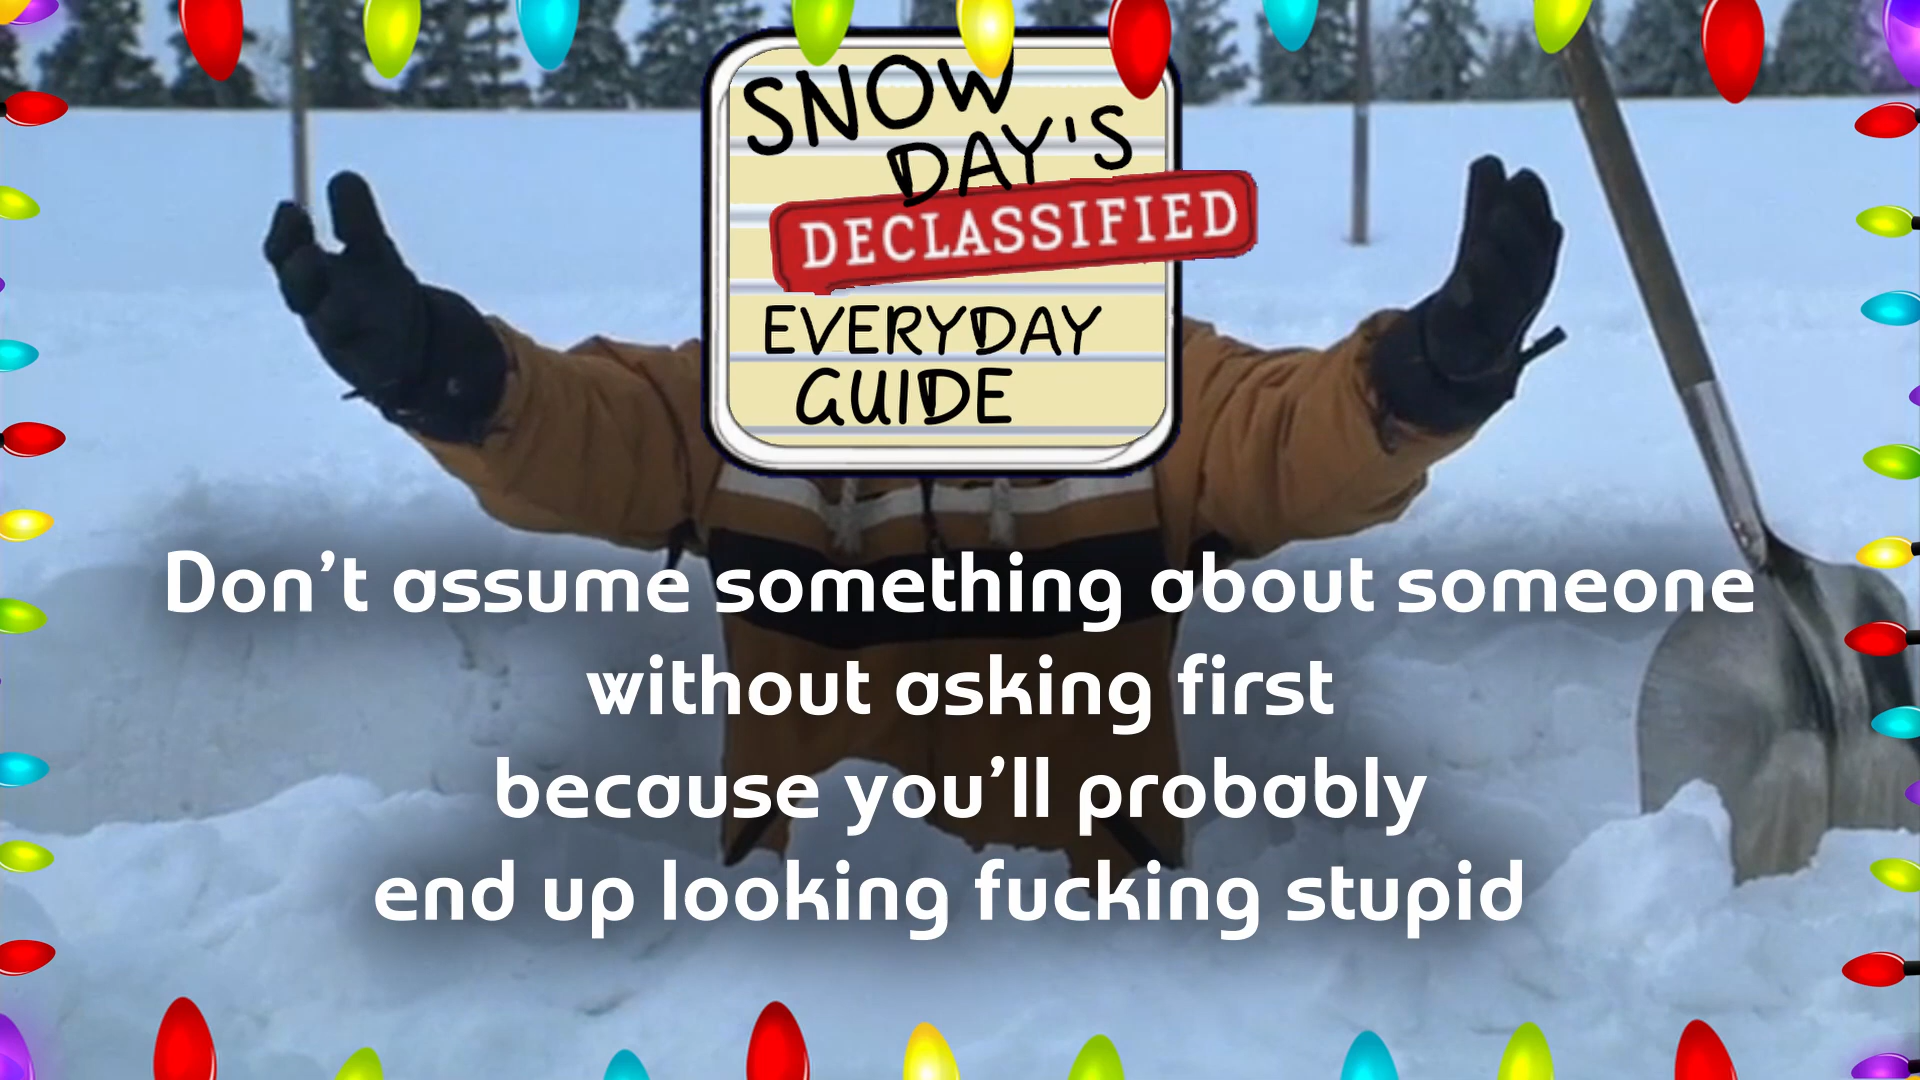 SNOW
DAY'S
DECLASSIFIED
EVERYDAY
GUIDE
Don't assume something about someone
without asking first
because you'll probably
end up looking fucking stupid